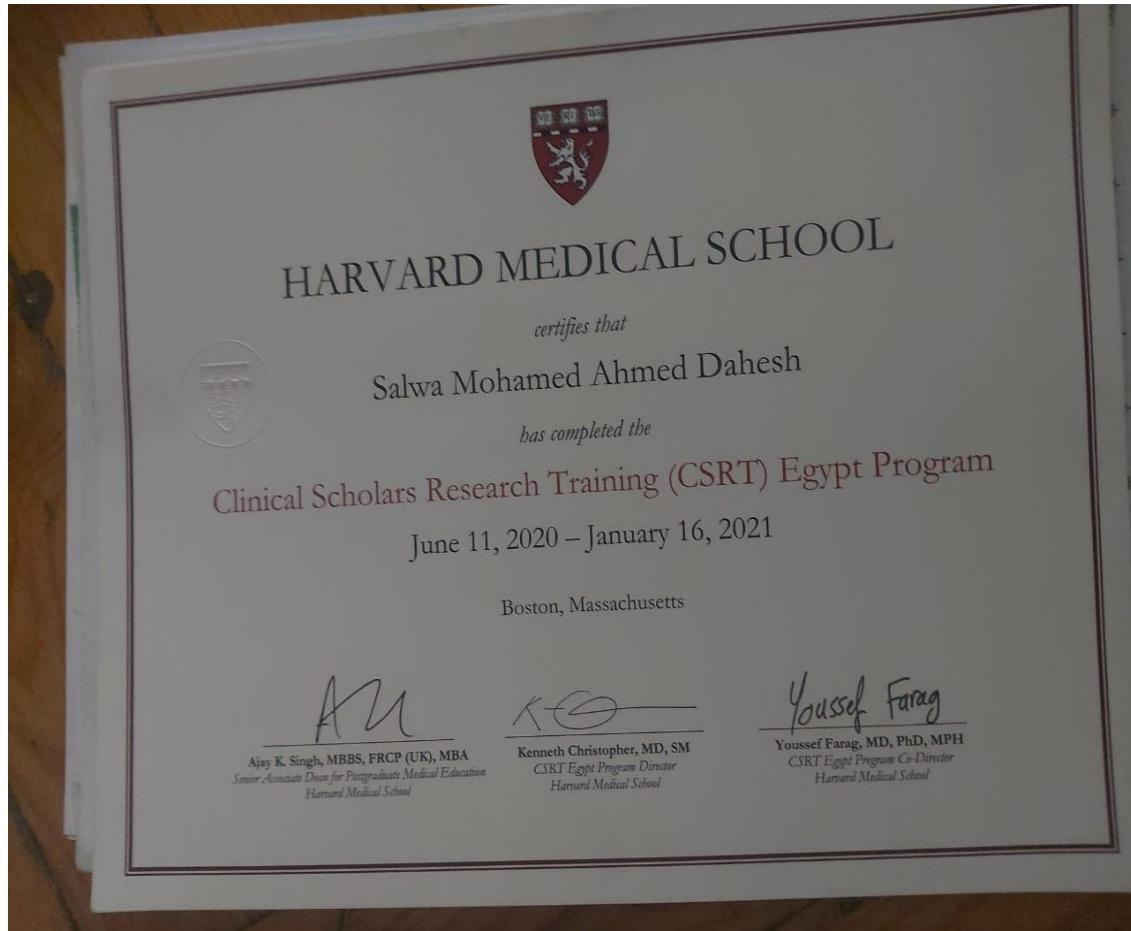 VE RI TAS
HARVARD MEDICAL SCHOOL
certifies that
Salwa Mohamed Ahmed Dahesh
has completed the
Clinical Scholars Research Training (CSRT) Egypt Program
June 11, 2020 – January 16, 2021
Boston, Massachusetts
Youssef Farag
Ajay K. Singh, MBBS, FRCP (UK), MBA
Senior Associate Dean for Postgraduate Medical Education
Harvard Medical School
Kenneth Christopher, MD, SM
CSRT Egypt Program Director
Harvard Medical School
Youssef Farag, MD, PhD, MPH
CSRT Egypt Program Co-Director
Harvard Medical School